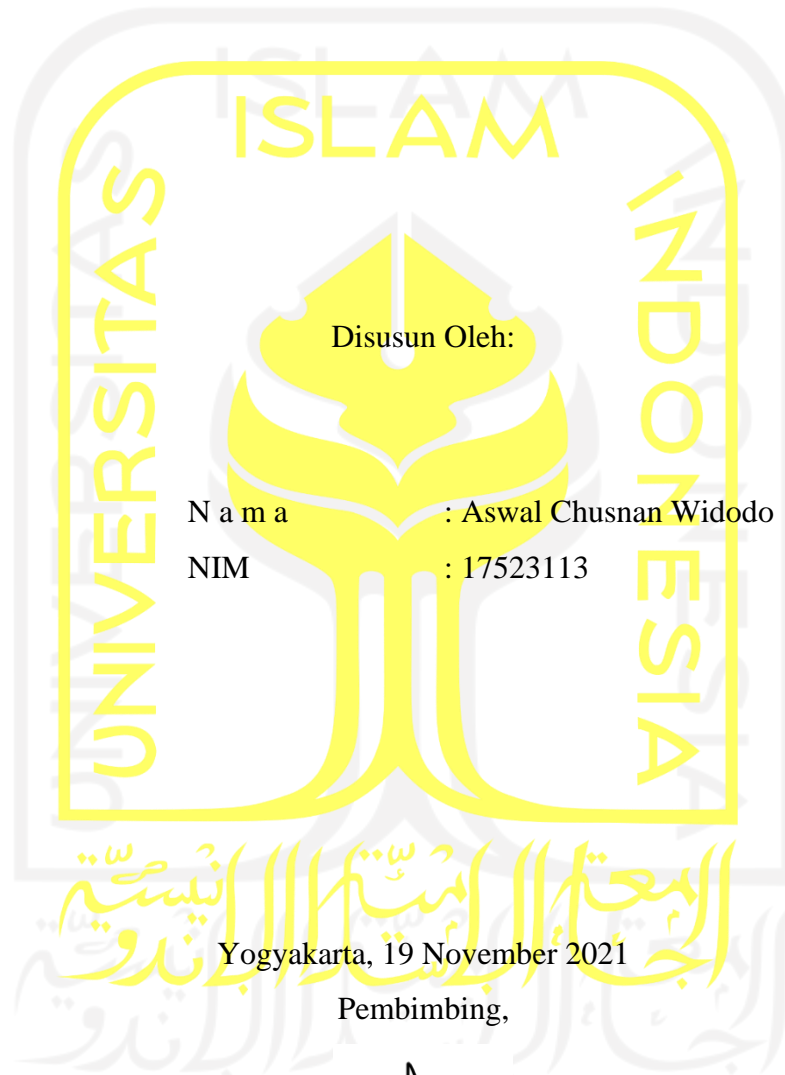 ISLAM
UNIVERSITAS
INDONESIA
Disusun Oleh:
N a m a : Aswal Chusnan Widodo
NIM : 17523113
Yogyakarta, 19 November 2021
Pembimbing,